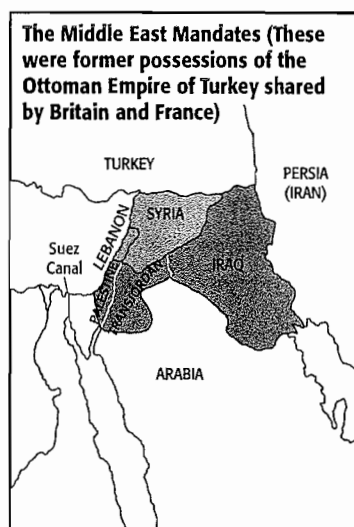 The Middle East Mandates (These
were former possessions of the
Ottoman Empire of Turkey shared
by Britain and France)
TURKEY
PERSIA
(IRAN)
SYRIA
LEBANON
Suez
Canal
IRAQ
PALESTINE
TRANSJORDAN
ARABIA